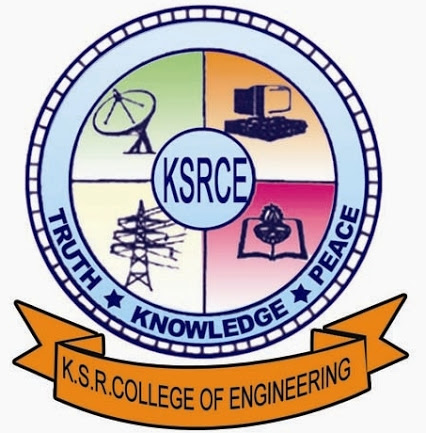 KSRCE
TRUTH ★ KNOWLEDGE ★ PEACE
K.S.R.COLLEGE OF ENGINEERING